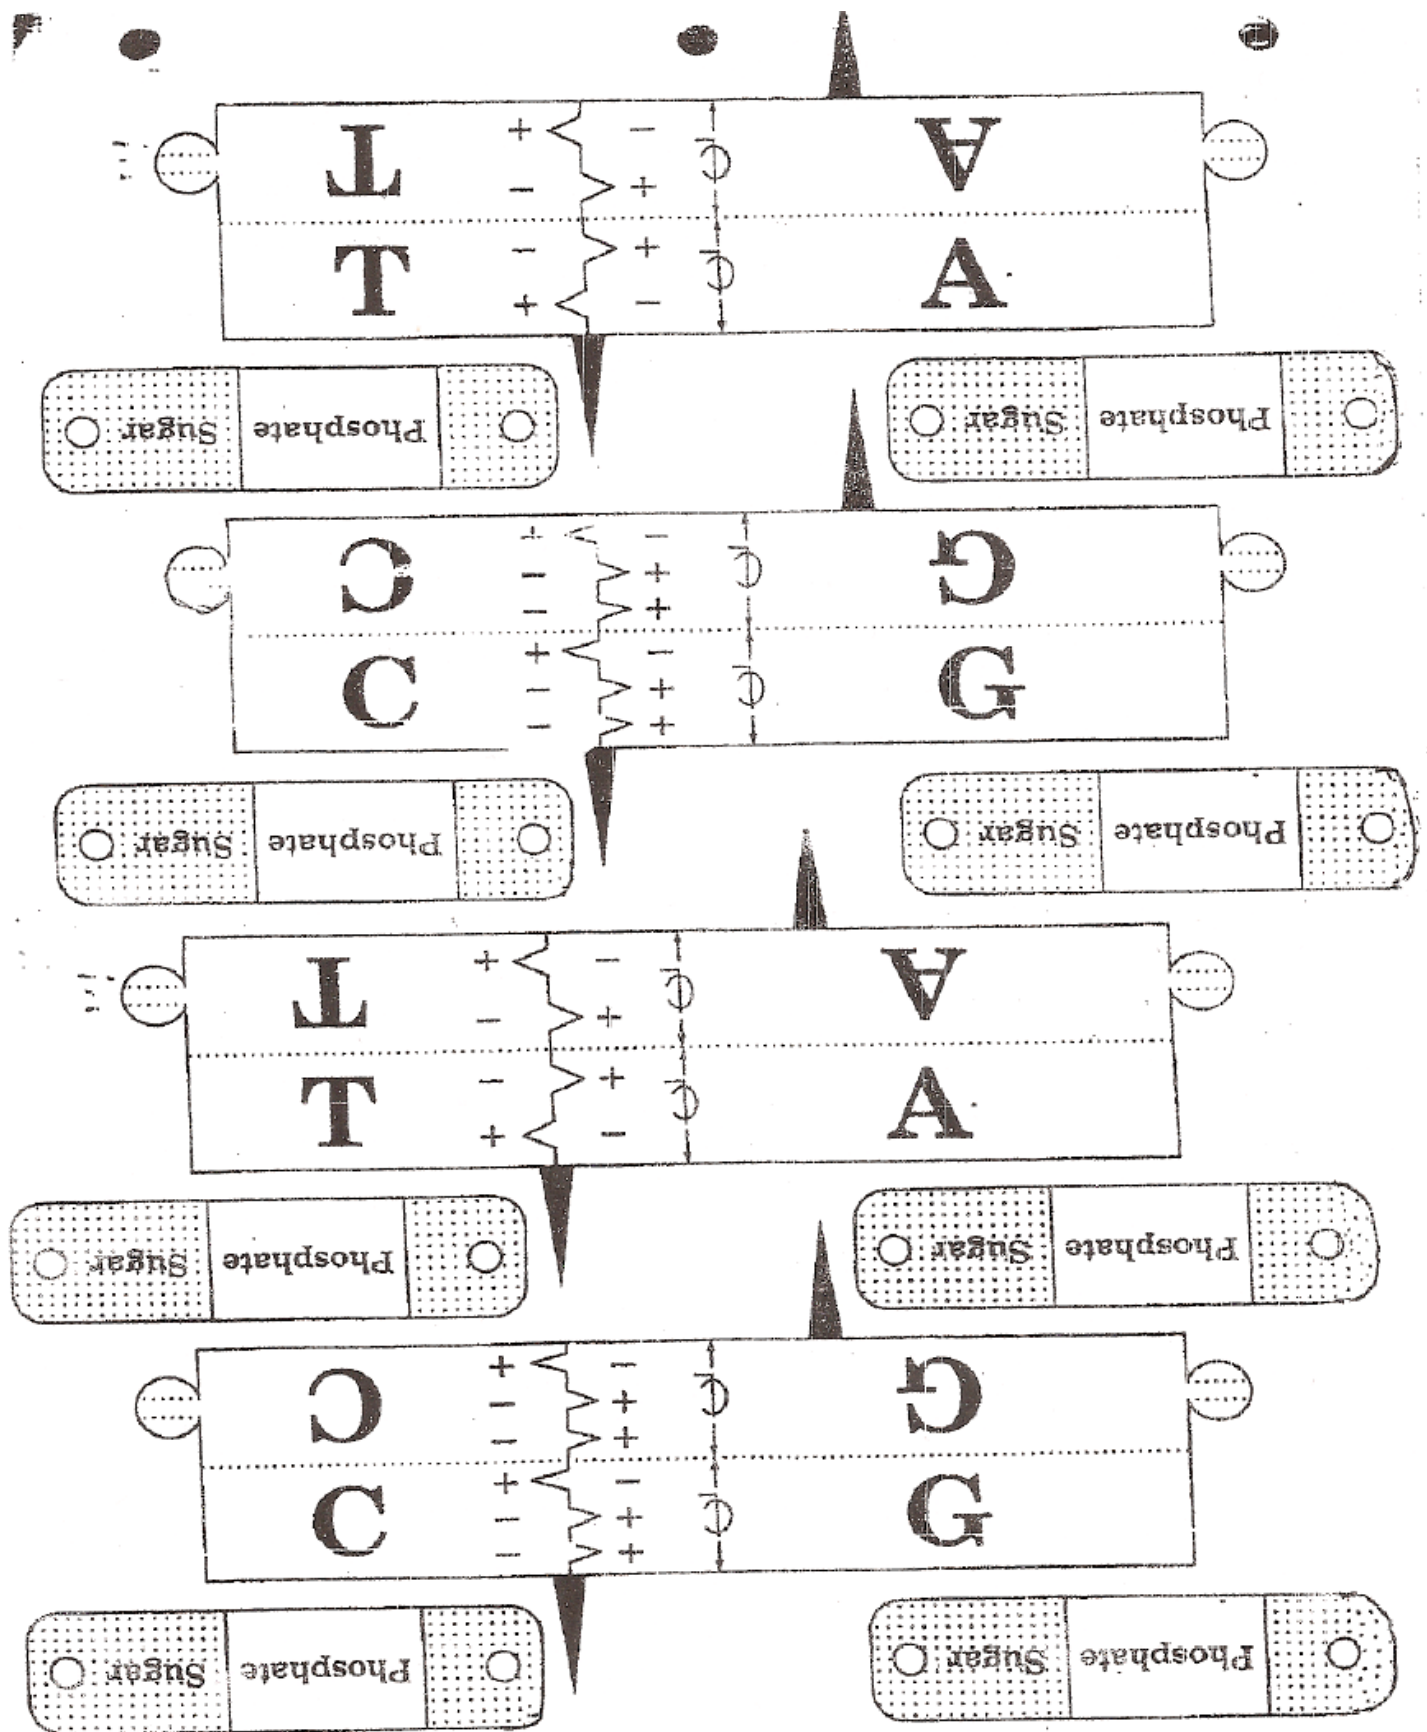 T + - A
T - + A
- +
+ -
Sugar Phosphate Sugar Phosphate
C + - G
- +
- +
C + - G
- +
- +
Sugar Phosphate Sugar Phosphate
T + - A
- +
T - + A
+ -
Sugar Phosphate Sugar Phosphate
C + - G
- +
- +
C + - G
- +
- +
Sugar Phosphate Sugar Phosphate